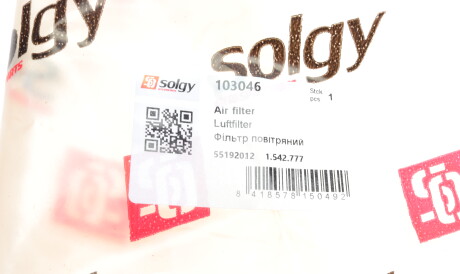 solgy
PARTS
solgy
solgy
103046
Stck
pcs 1
Air filter
Luftfilter
Фільтр повітряний
55192012 1.542.777
8 418578 150492